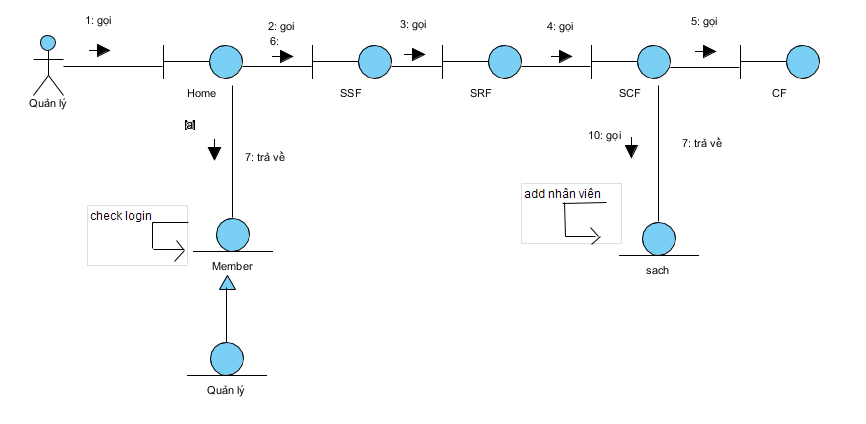 1: gọi
2: goi
6:
3: gọi
4: gọi
5: gọi
Quản lý
Home
SSF
SRF
SCF
CF
[a]
7: trả về
10: gọi
7: trả về
check login
add nhân viên
Member
sach
Quản lý